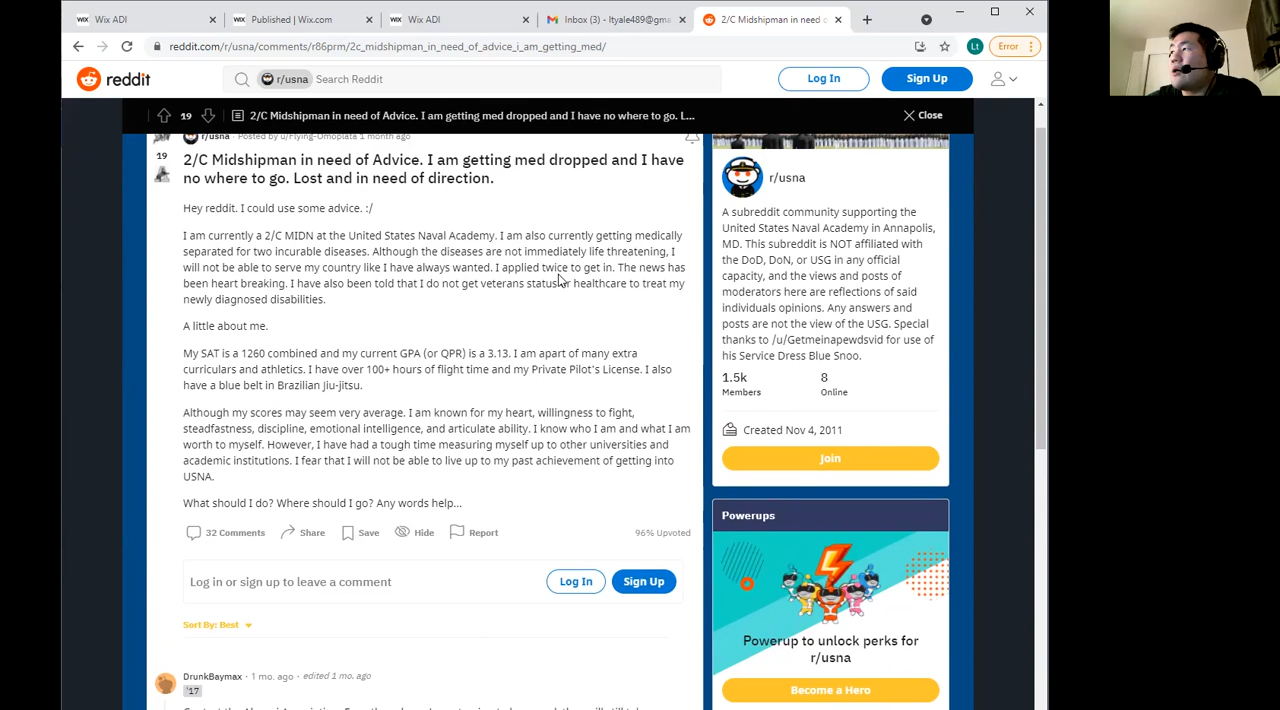 Wix ADI
Published | Wix.com
Wix ADI
Inbox (3) - ltyale489@gma
2/C Midshipman in need o
reddit.com/r/usna/comments/r86prm/2c_midshipman_in_need_of_advice_i_am_getting_med/
Lt
Error
reddit
r/usna
Search Reddit
Log In
Sign Up
19
2/C Midshipman in need of Advice. I am getting med dropped and I have no where to go. L...
Close
r/usna · Posted by u/Flying-Omoplata 1 month ago
19
2/C Midshipman in need of Advice. I am getting med dropped and I have
no where to go. Lost and in need of direction.
Hey reddit. I could use some advice. :/
I am currently a 2/C MIDN at the United States Naval Academy. I am also currently getting medically
separated for two incurable diseases. Although the diseases are not immediately life threatening, I
will not be able to serve my country like I have always wanted. I applied twice to get in. The news has
been heart breaking. I have also been told that I do not get veterans status or healthcare to treat my
newly diagnosed disabilities.
A little about me.
My SAT is a 1260 combined and my current GPA (or QPR) is a 3.13. I am apart of many extra
curriculars and athletics. I have over 100+ hours of flight time and my Private Pilot's License. I also
have a blue belt in Brazilian Jiu-jitsu.
Although my scores may seem very average. I am known for my heart, willingness to fight,
steadfastness, discipline, emotional intelligence, and articulate ability. I know who I am and what I am
worth to myself. However, I have had a tough time measuring myself up to other universities and
academic institutions. I fear that I will not be able to live up to my past achievement of getting into
USNA.
What should I do? Where should I go? Any words help...
32 Comments
Share
Save
Hide
Report
96% Upvoted
Log in or sign up to leave a comment
Log In
Sign Up
Sort By: Best
DrunkBaymax · 1 mo. ago · edited 1 mo. ago
'17
r/usna
A subreddit community supporting the
United States Naval Academy in Annapolis,
MD. This subreddit is NOT affiliated with
the DoD, DoN, or USG in any official
capacity, and the views and posts of
moderators here are reflections of said
individuals opinions. Any answers and
posts are not the view of the USG. Special
thanks to /u/Getmeinapewdsvid for use of
his Service Dress Blue Snoo.
1.5k
Members
8
Online
Created Nov 4, 2011
Join
Powerups
Powerup to unlock perks for
r/usna
Become a Hero